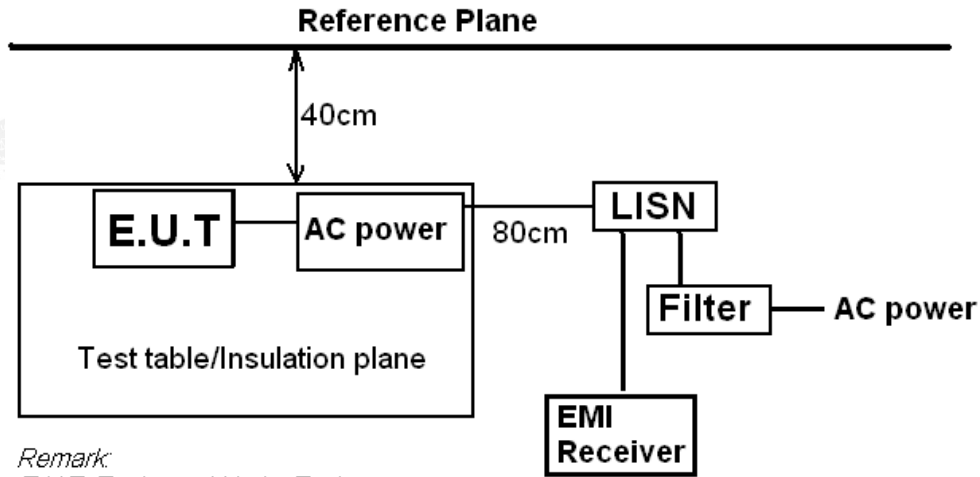 Reference Plane
40cm
E.U.T
AC power
80cm
LISN
Filter
AC power
Test table/Insulation plane
EMI
Receiver
Remark: